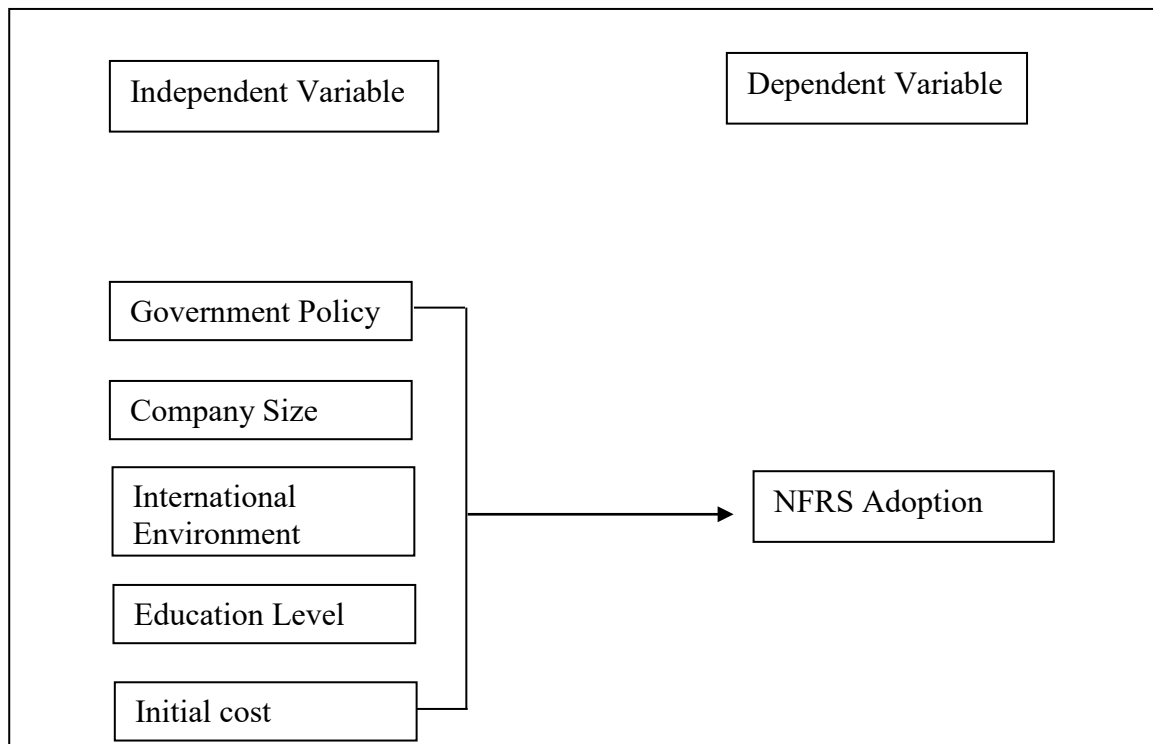 Independent Variable
Dependent Variable
Government Policy
Company Size
International
Environment
NFRS Adoption
Education Level
Initial cost